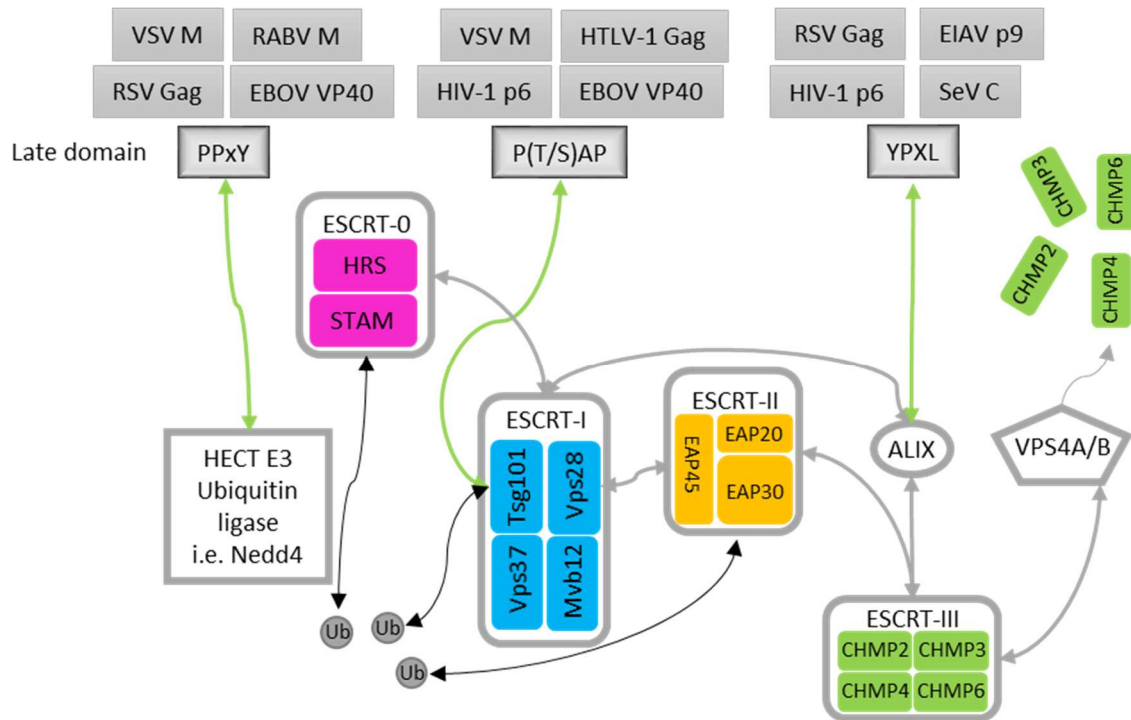 VSV M
RABV M
RSV Gag
EBOV VP40
VSV M
HTLV-1 Gag
HIV-1 p6
EBOV VP40
RSV Gag
EIAV p9
HIV-1 p6
SeV C
Late domain
PPxY
P(T/S)AP
YPXL
ESCRT-0
HRS
STAM
HECT E3
Ubiquitin
ligase
i.e. Nedd4
Ub
Ub
Ub
ESCRT-I
Tsg101
Vps28
Vps37
Mvb12
ESCRT-II
EAP45
EAP20
EAP30
ALIX
VPS4A/B
CHMP3
CHMP6
CHMP2
CHMP4
ESCRT-III
CHMP2
CHMP3
CHMP4
CHMP6